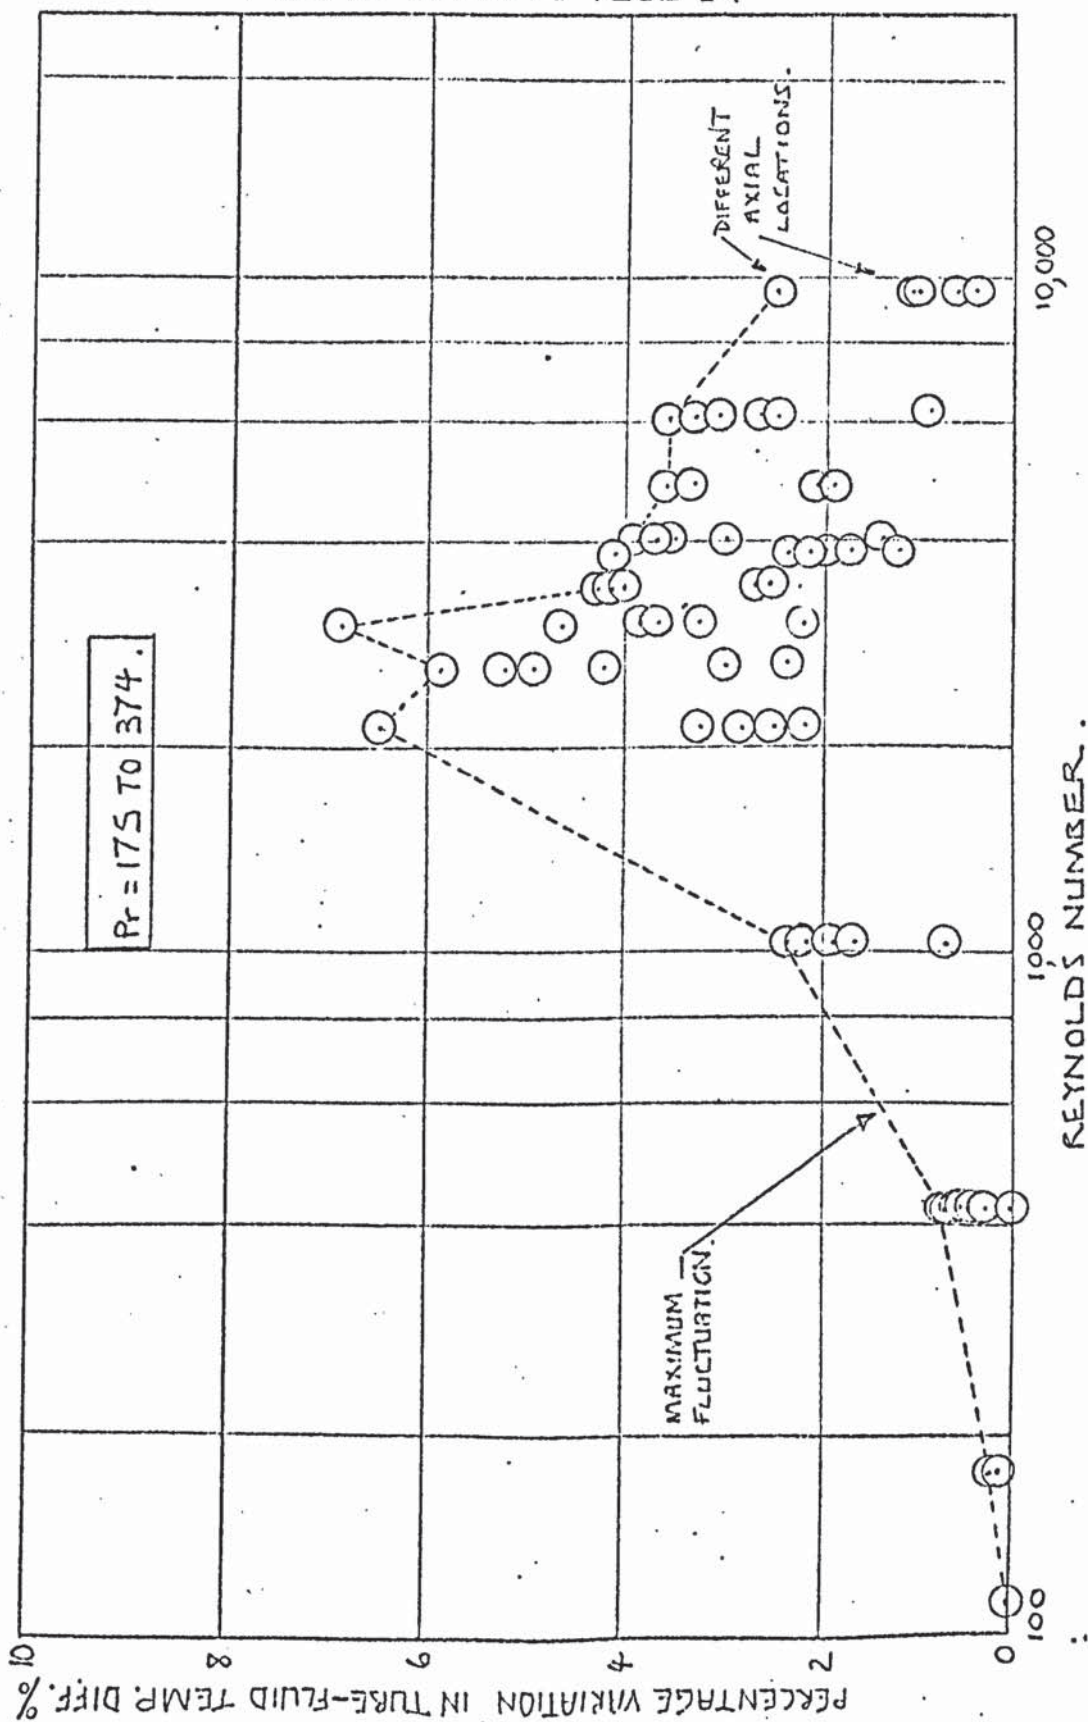 Pr = 175 TO 374.
DIFFERENT
AXIAL
LOCATIONS.
MAXIMUM
FLUCTUATION.
PERCENTAGE VARIATION IN TUBE-FLUID TEMP. DIFF. %
10
8
6
4
2
0
100
1000
10,000
REYNOLDS NUMBER.